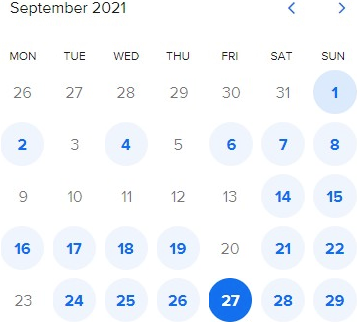 September 2021
MON TUE WED THU FRI SAT SUN
26 27 28 29 30 31 1
2 3 4 5 6 7 8
9 10 11 12 13 14 15
16 17 18 19 20 21 22
23 24 25 26 27 28 29